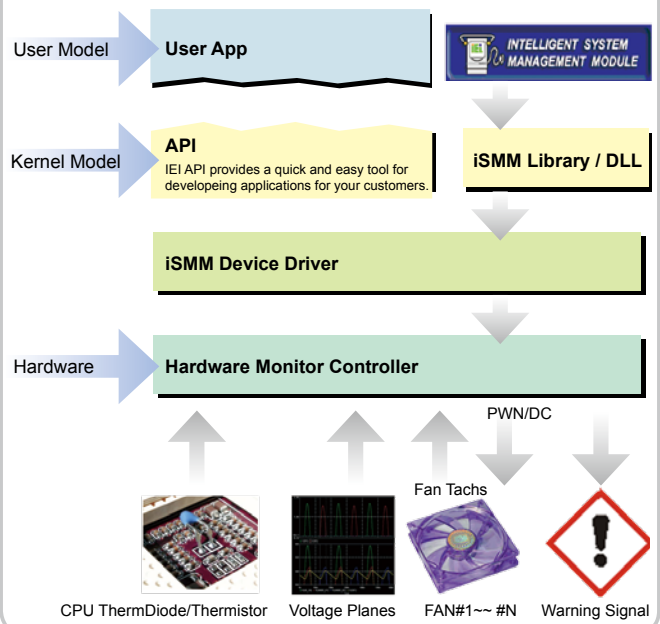 User Model
User App
INTELLIGENT SYSTEM
MANAGEMENT MODULE
Kernel Model
API
IEI API provides a quick and easy tool for
developeing applications for your customers.
iSMM Library / DLL
iSMM Device Driver
Hardware
Hardware Monitor Controller
PWN/DC
Fan Tachs
CPU ThermDiode/Thermistor
Voltage Planes
FAN#1~~ #N
Warning Signal